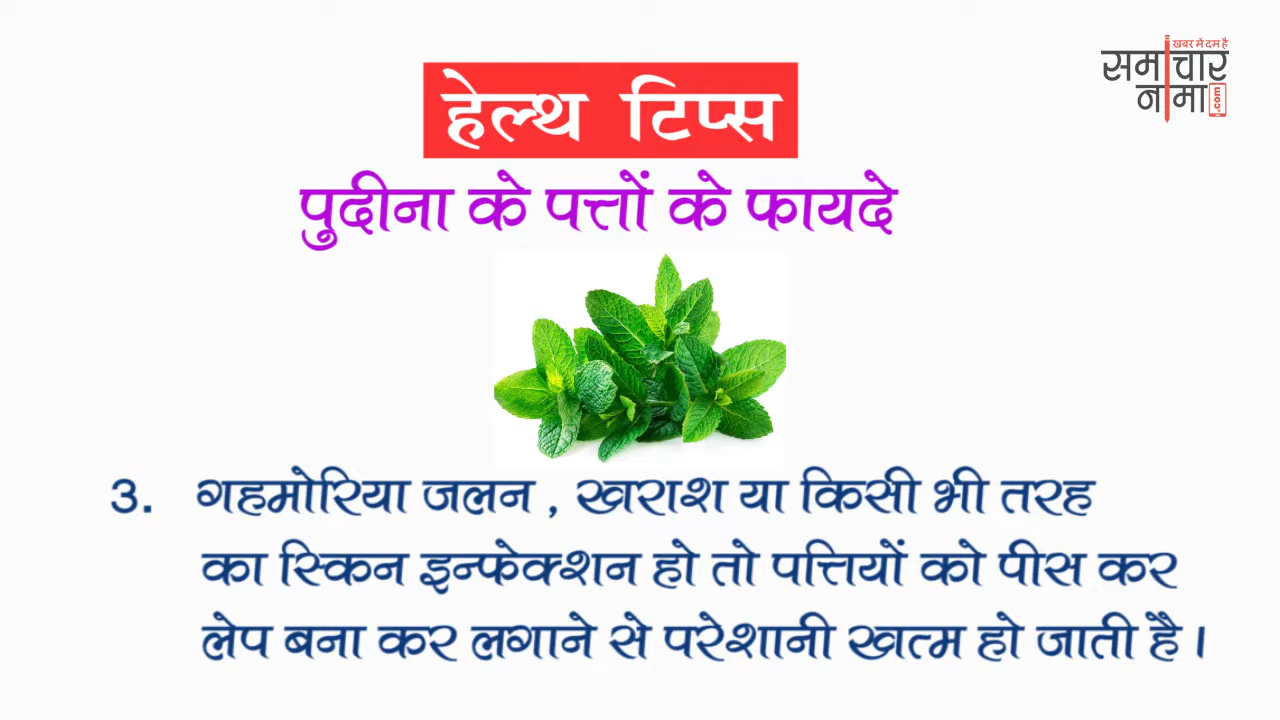 ख़बर में दम है
समाचार
नामा
.com
हेल्थ टिप्स
पुदीना के पत्तों के फायदे
3. गहमोरिया जलन , खराश या किसी भी तरह
का स्किन इन्फेक्शन हो तो पत्तियों को पीस कर
लेप बना कर लगाने से परेशानी खत्म हो जाती है ।